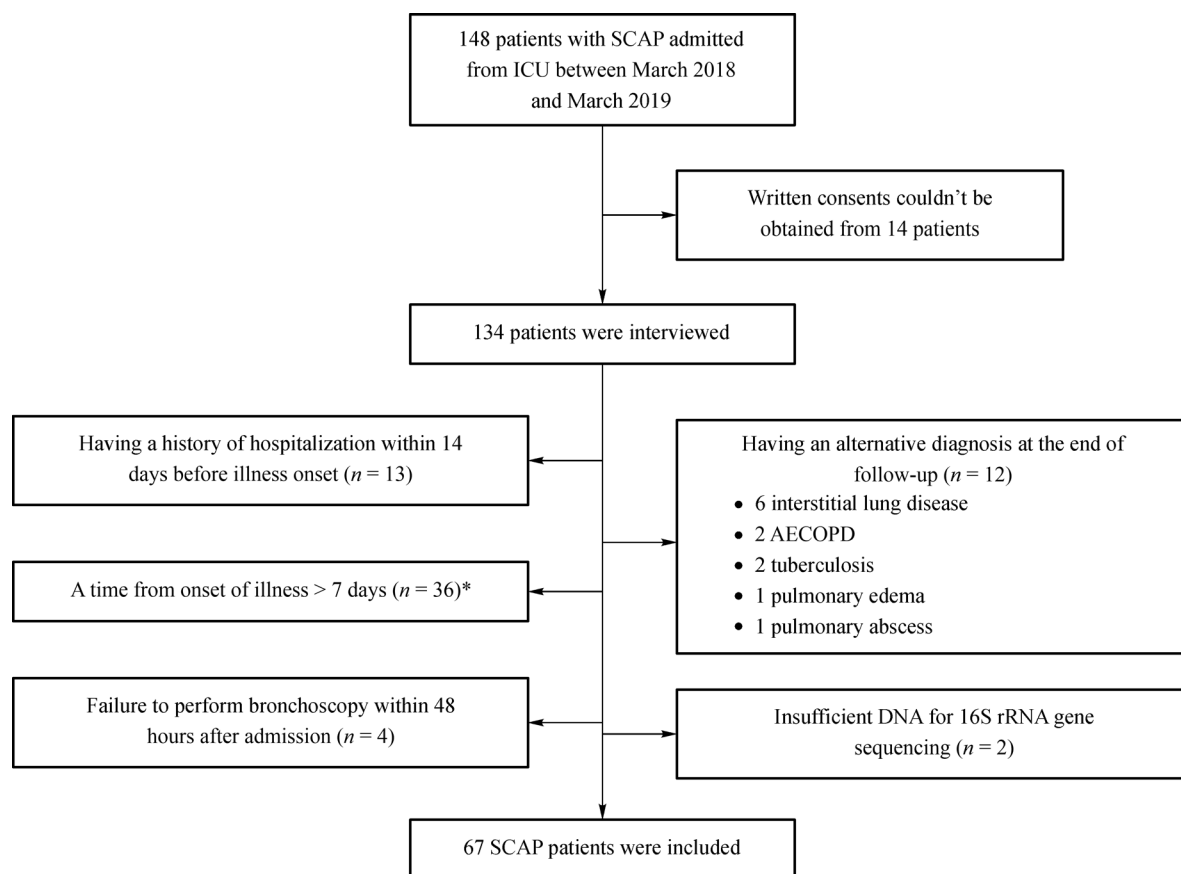 148 patients with SCAP admitted
from ICU between March 2018
and March 2019
Written consents couldn’t be
obtained from 14 patients
134 patients were interviewed
Having a history of hospitalization within 14
days before illness onset (n = 13)
Having an alternative diagnosis at the end of
follow-up (n = 12)
• 6 interstitial lung disease
• 2 AECOPD
• 2 tuberculosis
• 1 pulmonary edema
• 1 pulmonary abscess
A time from onset of illness > 7 days (n = 36)*
Failure to perform bronchoscopy within 48
hours after admission (n = 4)
Insufficient DNA for 16S rRNA gene
sequencing (n = 2)
67 SCAP patients were included